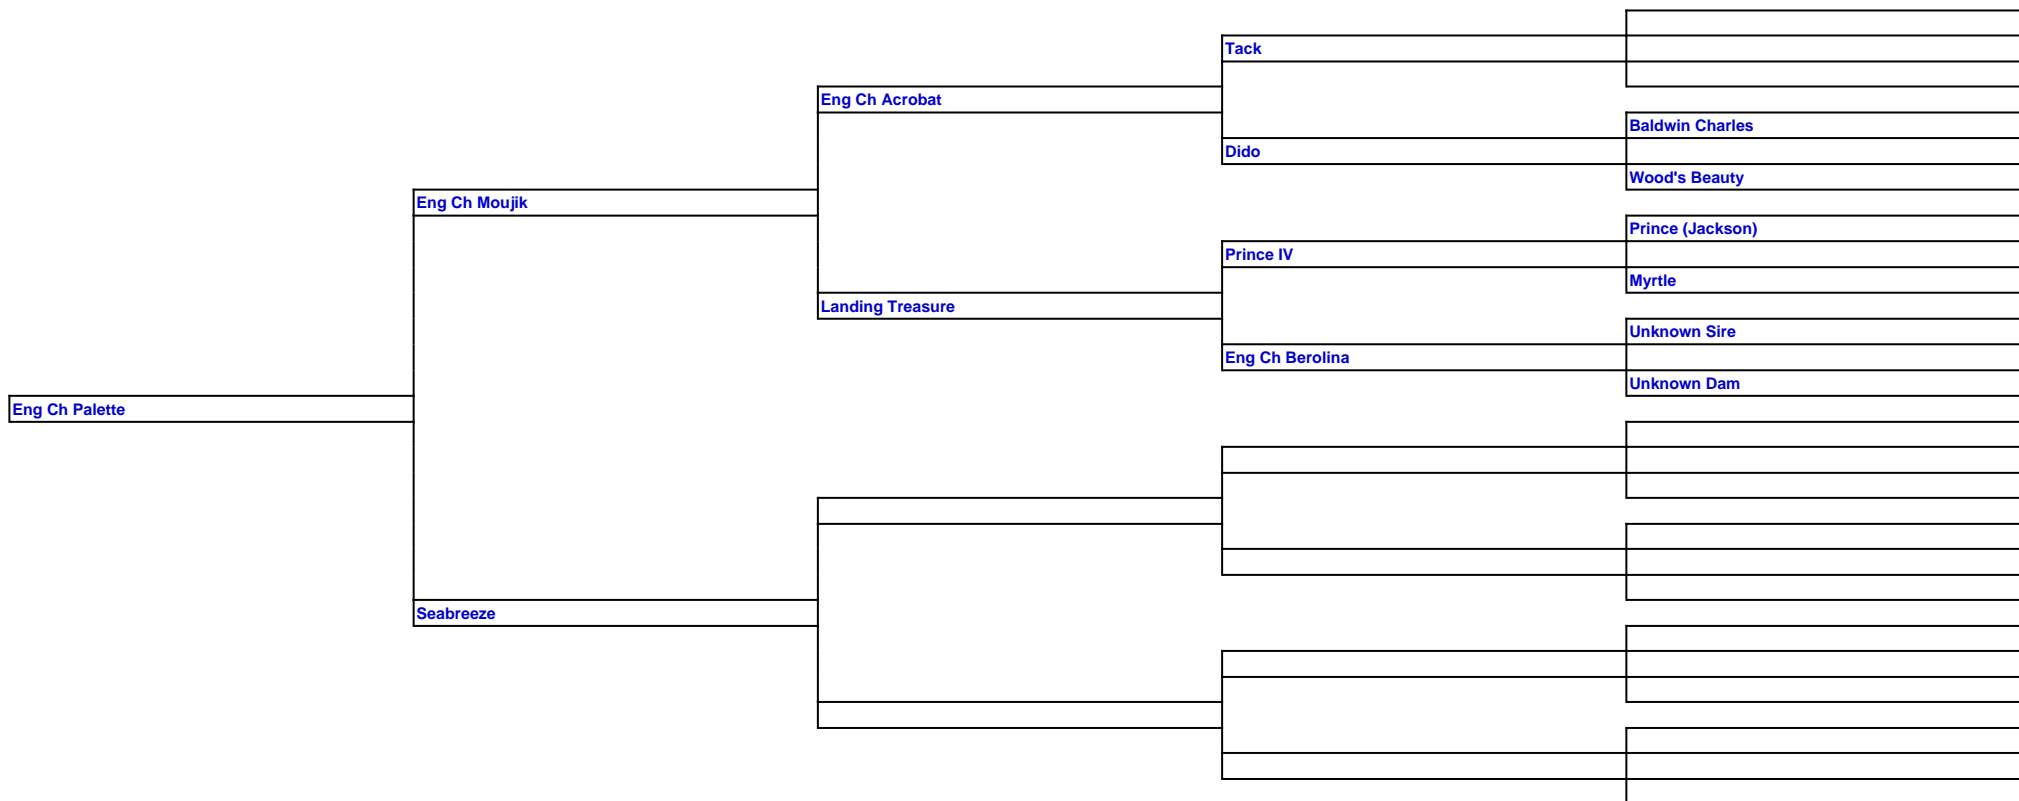 Tack
Eng Ch Acrobat
Baldwin Charles
Dido
Wood's Beauty
Eng Ch Moujik
Prince (Jackson)
Prince IV
Myrtle
Landing Treasure
Unknown Sire
Eng Ch Berolina
Unknown Dam
Eng Ch Palette
Seabreeze